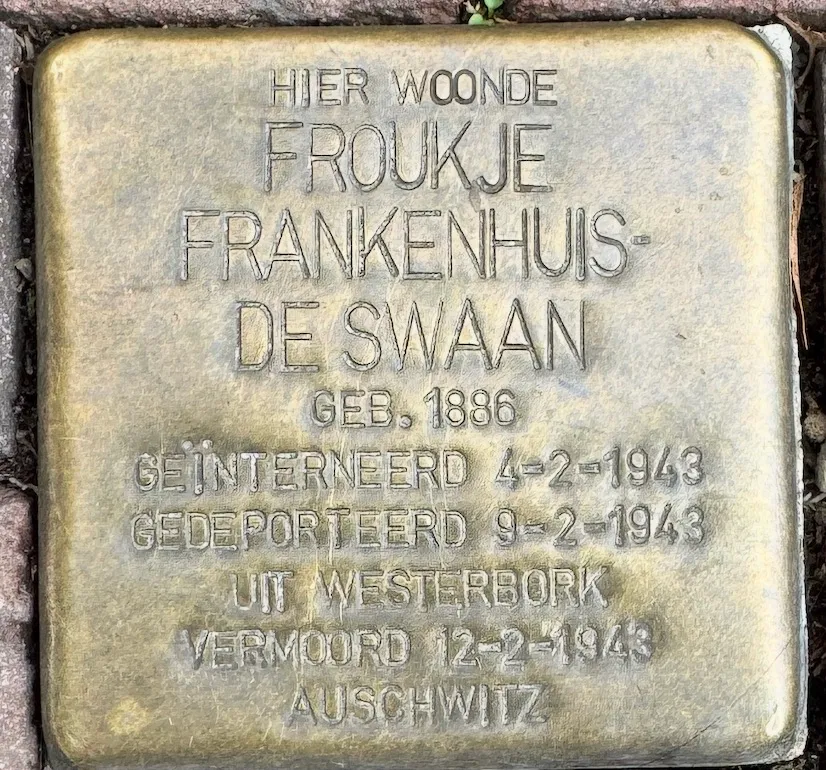 HIER WOONDE
FROUKJE
FRANKENHUIS-
DE SWAAN
GEB. 1886
GEÏNTERNEERD 4-2-1943
GEDEPORTEERD 9-2-1943
UIT WESTERBORK
VERMOORD 12-2-1943
AUSCHWITZ